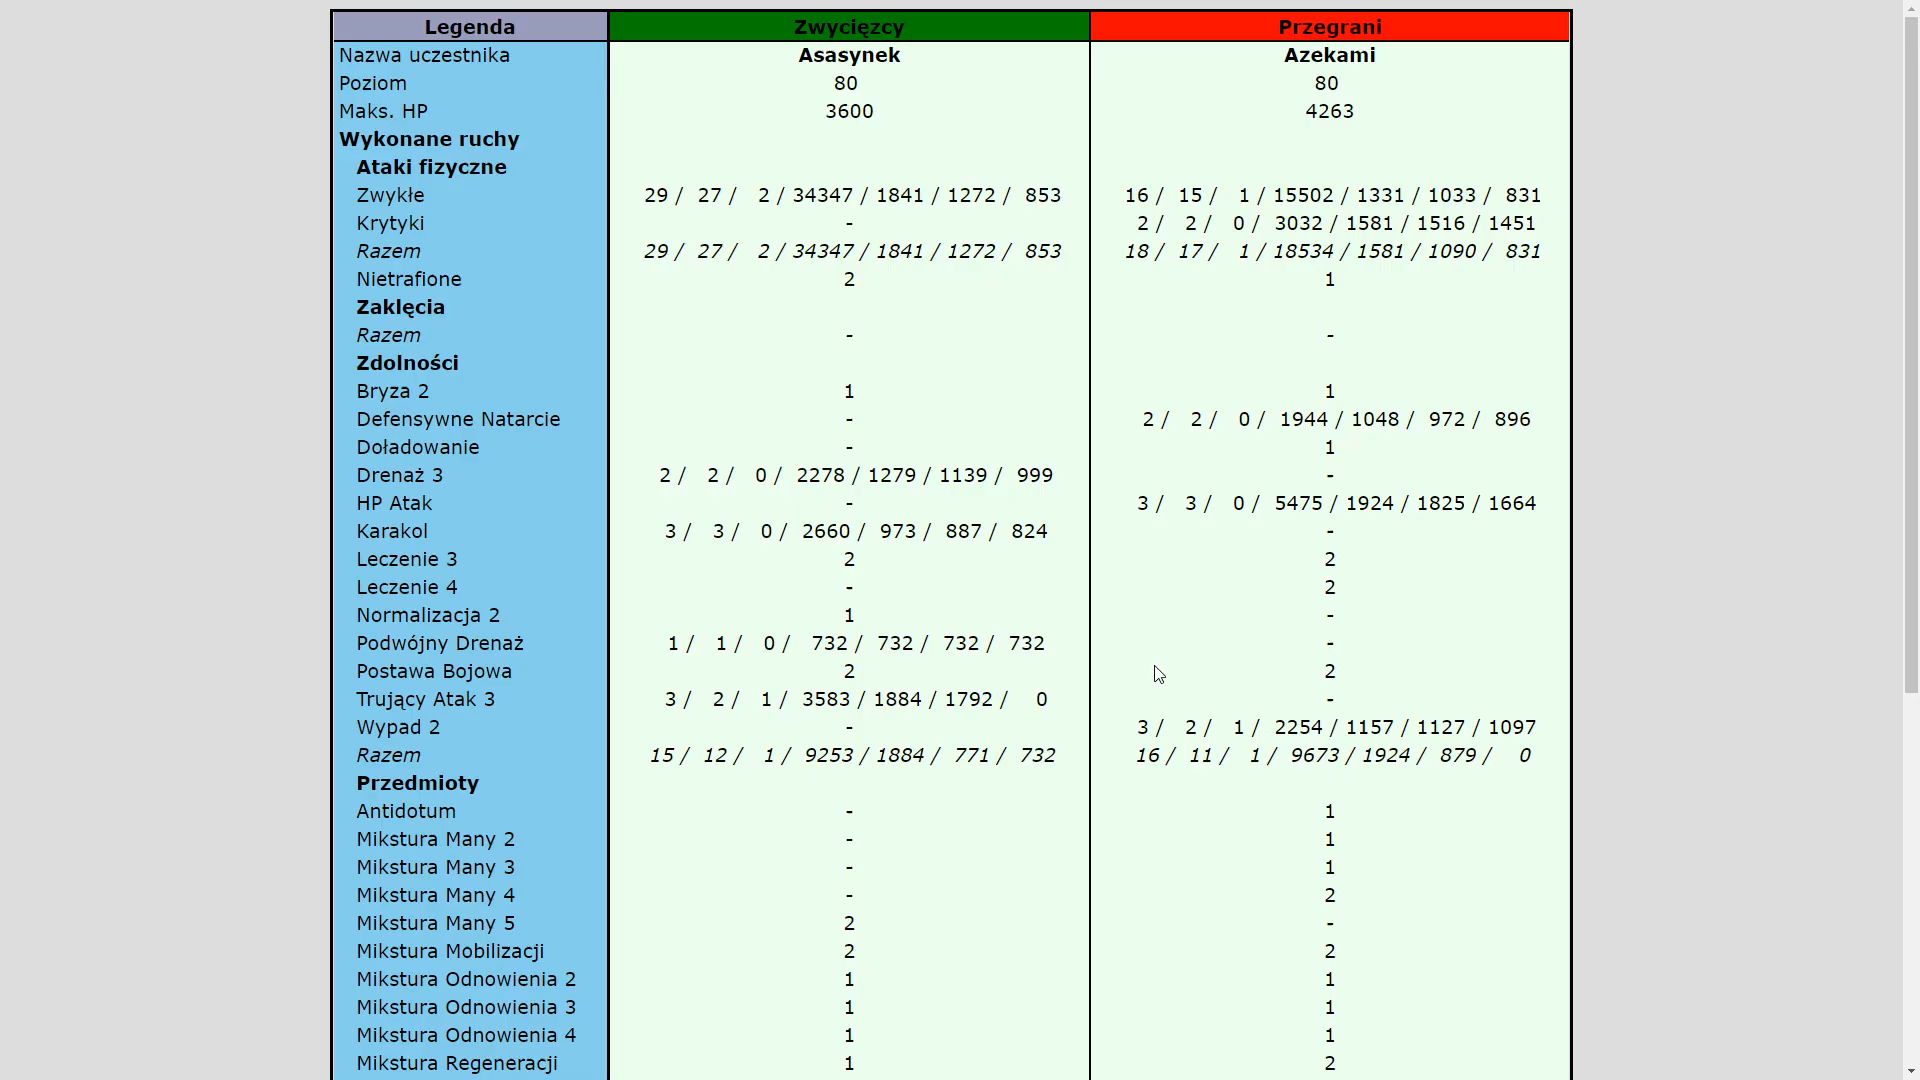 Legenda Zwycięzcy Przegrani
Nazwa uczestnika Asasynek Azekami
Poziom 80 80
Maks. HP 3600 4263
Wykonane ruchy
Ataki fizyczne
Zwykłe 29 / 27 / 2 / 34347 / 1841 / 1272 / 853 16 / 15 / 1 / 15502 / 1331 / 1033 / 831
Krytyki - 2 / 2 / 0 / 3032 / 1581 / 1516 / 1451
Razem 29 / 27 / 2 / 34347 / 1841 / 1272 / 853 18 / 17 / 1 / 18534 / 1581 / 1090 / 831
Nietrafione 2 1
Zaklęcia
Razem - -
Zdolności
Bryza 2 1 1
Defensywne Natarcie - 2 / 2 / 0 / 1944 / 1048 / 972 / 896
Doładowanie - 1
Drenaż 3 2 / 2 / 0 / 2278 / 1279 / 1139 / 999 -
HP Atak - 3 / 3 / 0 / 5475 / 1924 / 1825 / 1664
Karakol 3 / 3 / 0 / 2660 / 973 / 887 / 824 -
Leczenie 3 2 2
Leczenie 4 - 2
Normalizacja 2 1 -
Podwójny Drenaż 1 / 1 / 0 / 732 / 732 / 732 / 732 -
Postawa Bojowa 2 2
Trujący Atak 3 3 / 2 / 1 / 3583 / 1884 / 1792 / 0 -
Wypad 2 - 3 / 2 / 1 / 2254 / 1157 / 1127 / 1097
Razem 15 / 12 / 1 / 9253 / 1884 / 771 / 732 16 / 11 / 1 / 9673 / 1924 / 879 / 0
Przedmioty
Antidotum - 1
Mikstura Many 2 - 1
Mikstura Many 3 - 1
Mikstura Many 4 - 2
Mikstura Many 5 2 -
Mikstura Mobilizacji 2 2
Mikstura Odnowienia 2 1 1
Mikstura Odnowienia 3 1 1
Mikstura Odnowienia 4 1 1
Mikstura Regeneracji 1 2